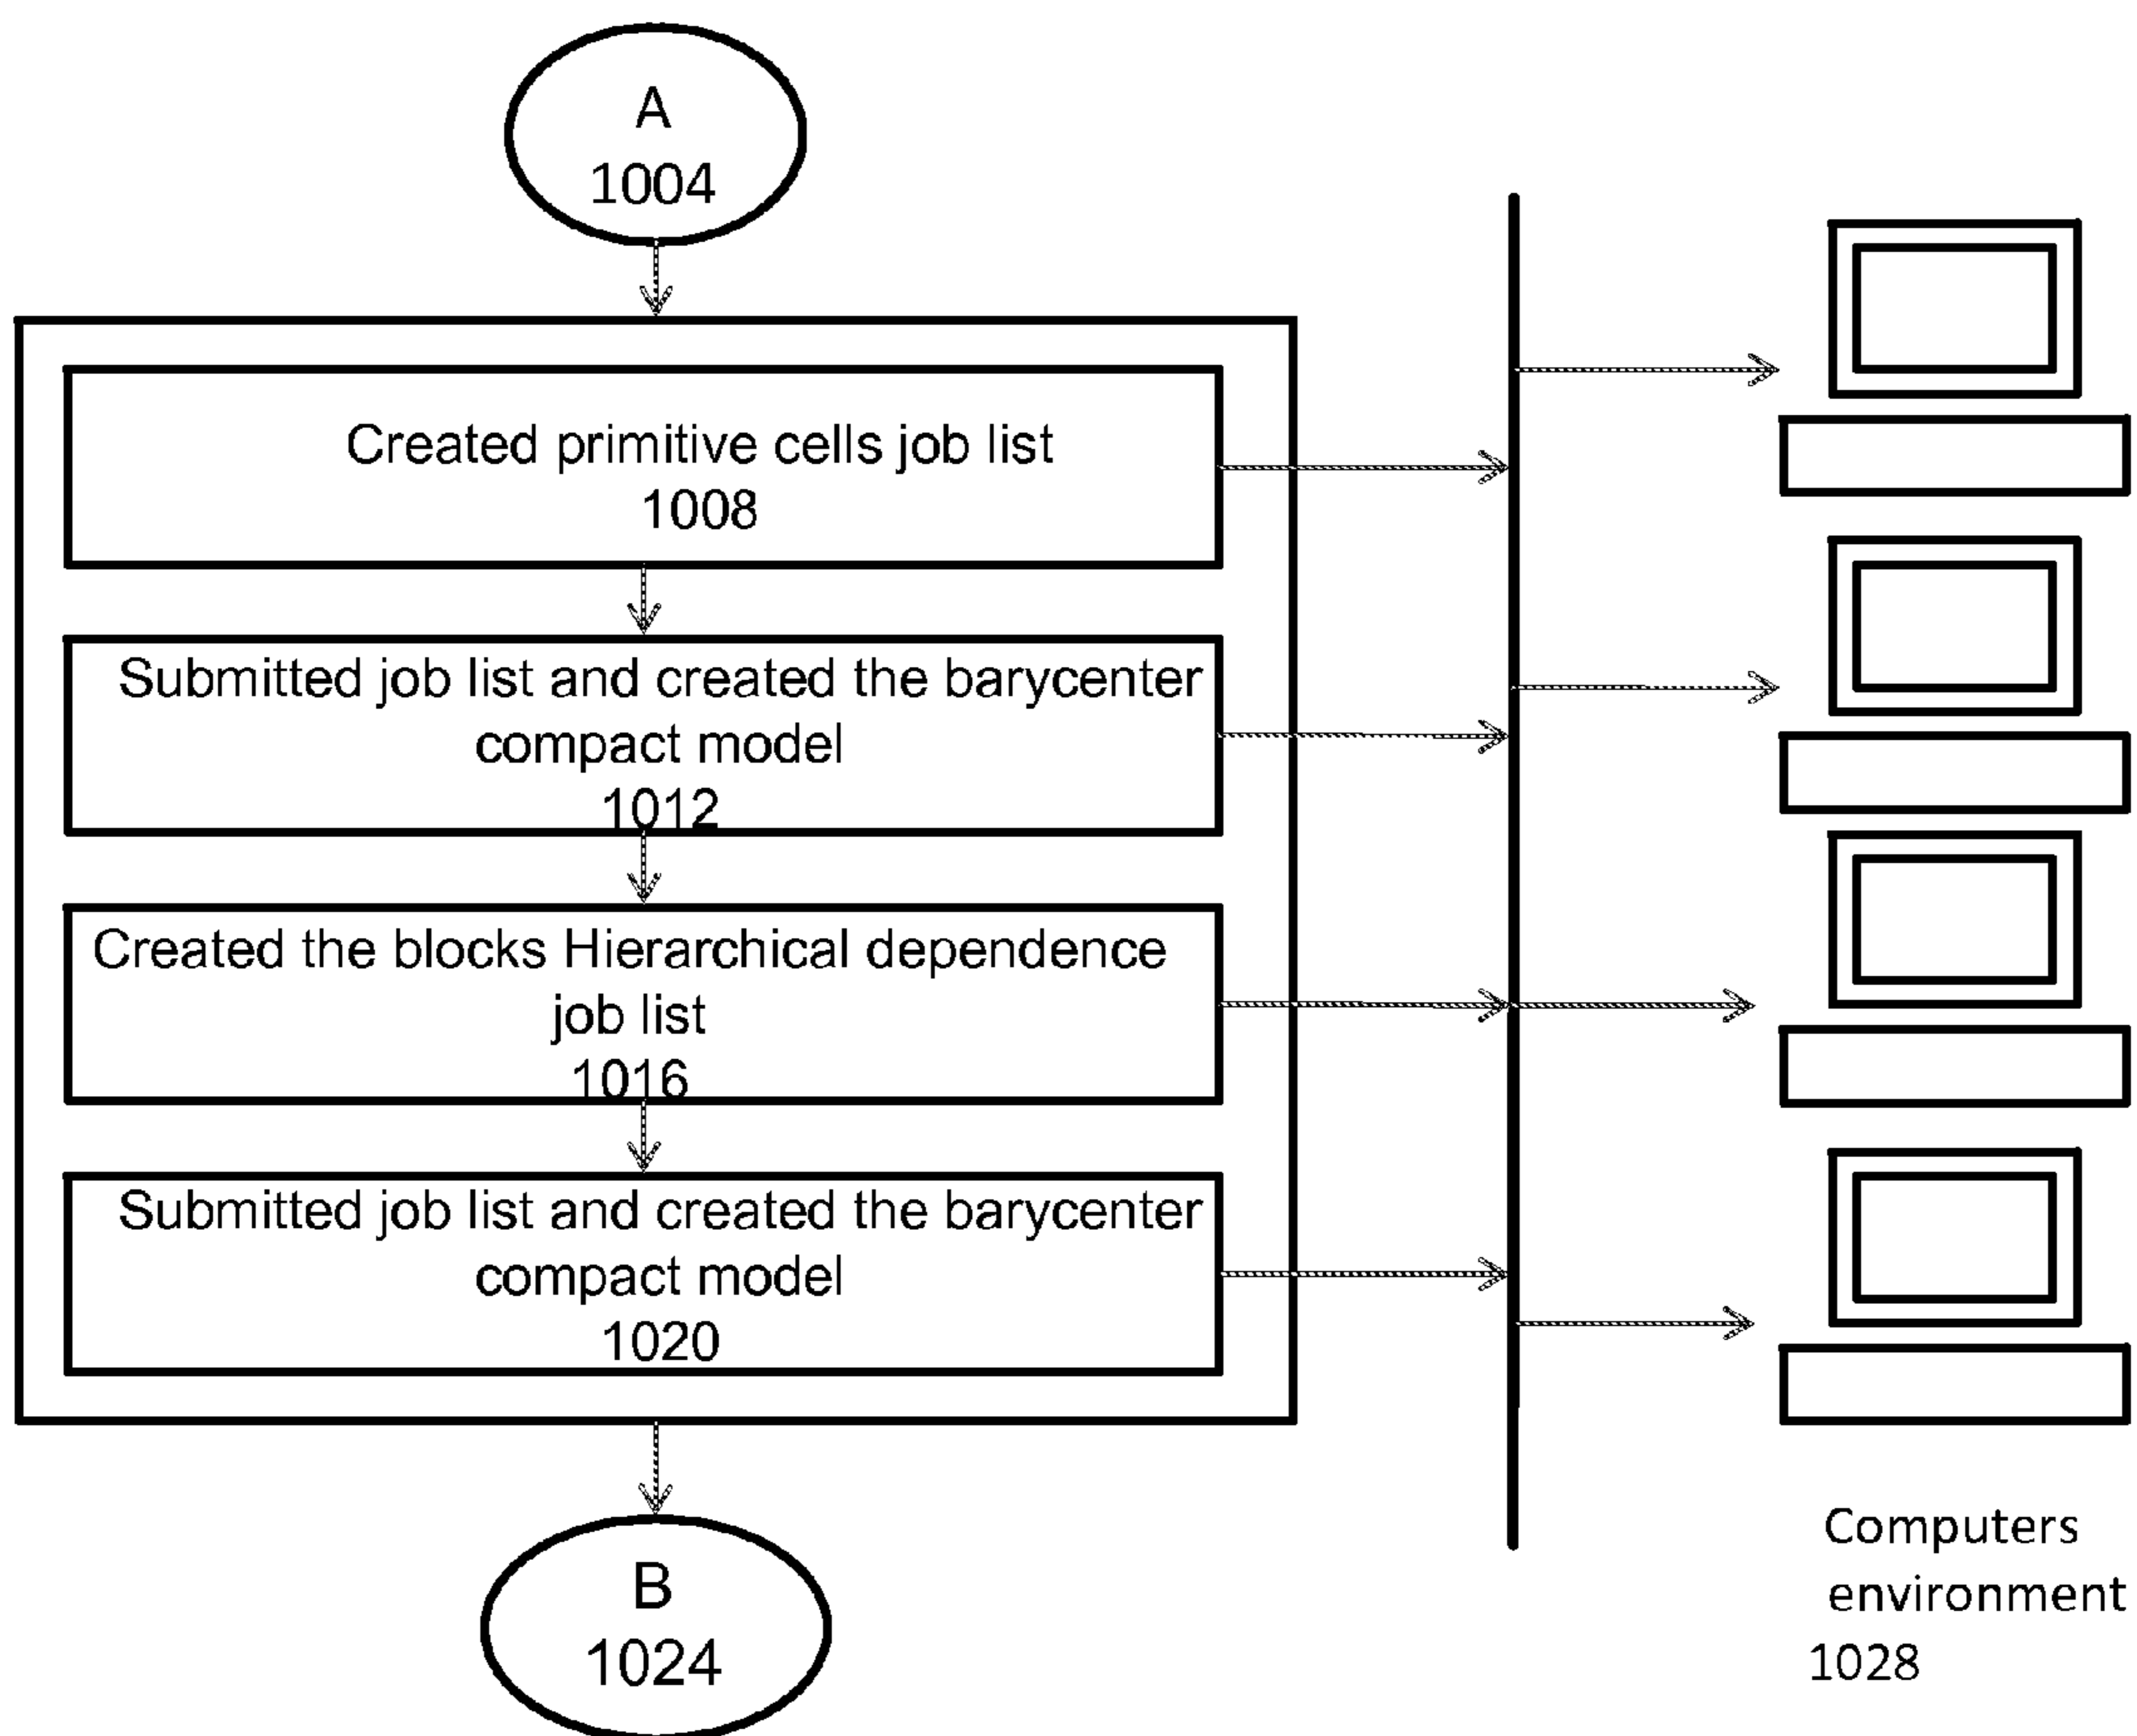 A
1004
Created primitive cells job list
1008
Submitted job list and created the barycenter
compact model
1012
Created the blocks Hierarchical dependence
job list
1016
Submitted job list and created the barycenter
compact model
1020
B
1024
Computers
environment
1028